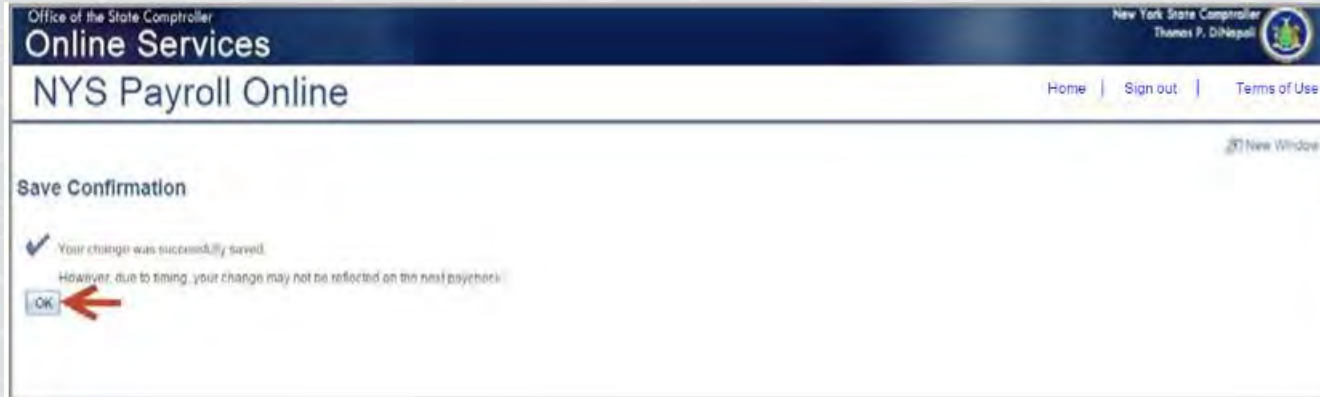 Office of the State Comptroller
Online Services
New York State Comptroller
Thomas P. DiNapoli
NYS Payroll Online
Home | Sign out | Terms of Use
New Window
Save Confirmation
Your change was successfully saved.
However, due to timing, your change may not be reflected on the next paycheck.
OK